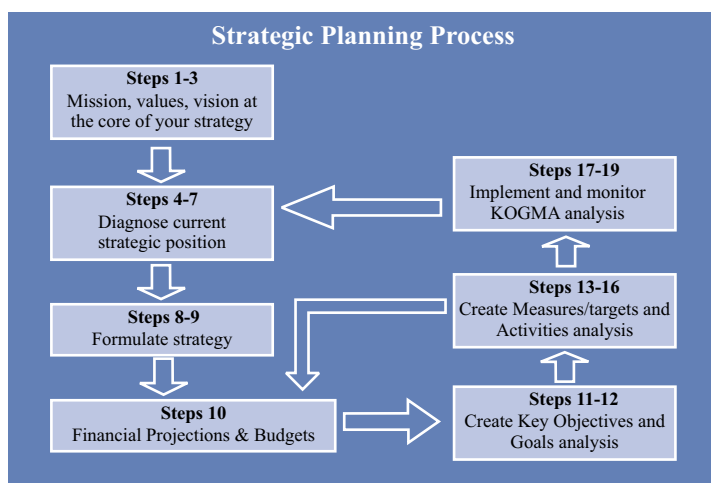 Strategic Planning Process
Steps 1-3
Mission, values, vision at
the core of your strategy
Steps 4-7
Diagnose current
strategic position
Steps 8-9
Formulate strategy
Steps 10
Financial Projections & Budgets
Steps 11-12
Create Key Objectives and
Goals analysis
Steps 13-16
Create Measures/targets and
Activities analysis
Steps 17-19
Implement and monitor
KOGMA analysis